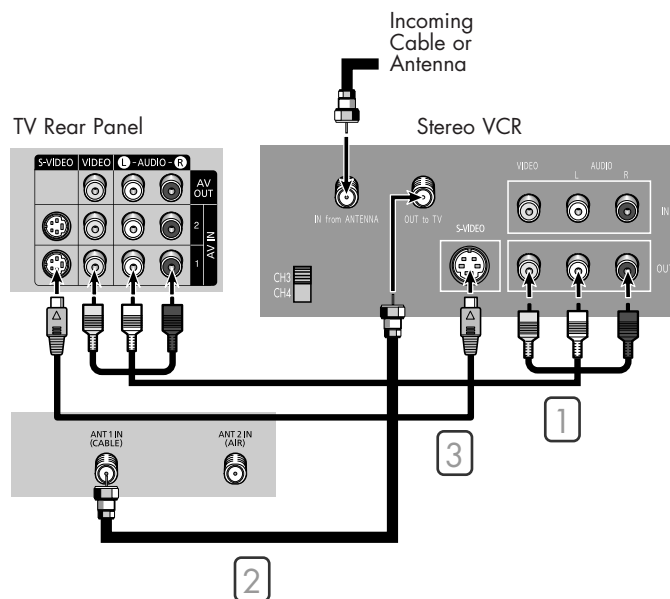 Incoming
Cable or
Antenna
TV Rear Panel
Stereo VCR
S-VIDEO VIDEO L - AUDIO - R
AV
OUT
2
AV IN
1
VIDEO AUDIO
L R
IN
IN from ANTENNA OUT to TV
S-VIDEO
OUT
CH3
CH4
1
3
ANT 1 IN
(CABLE)
ANT 2 IN
(AIR)
2